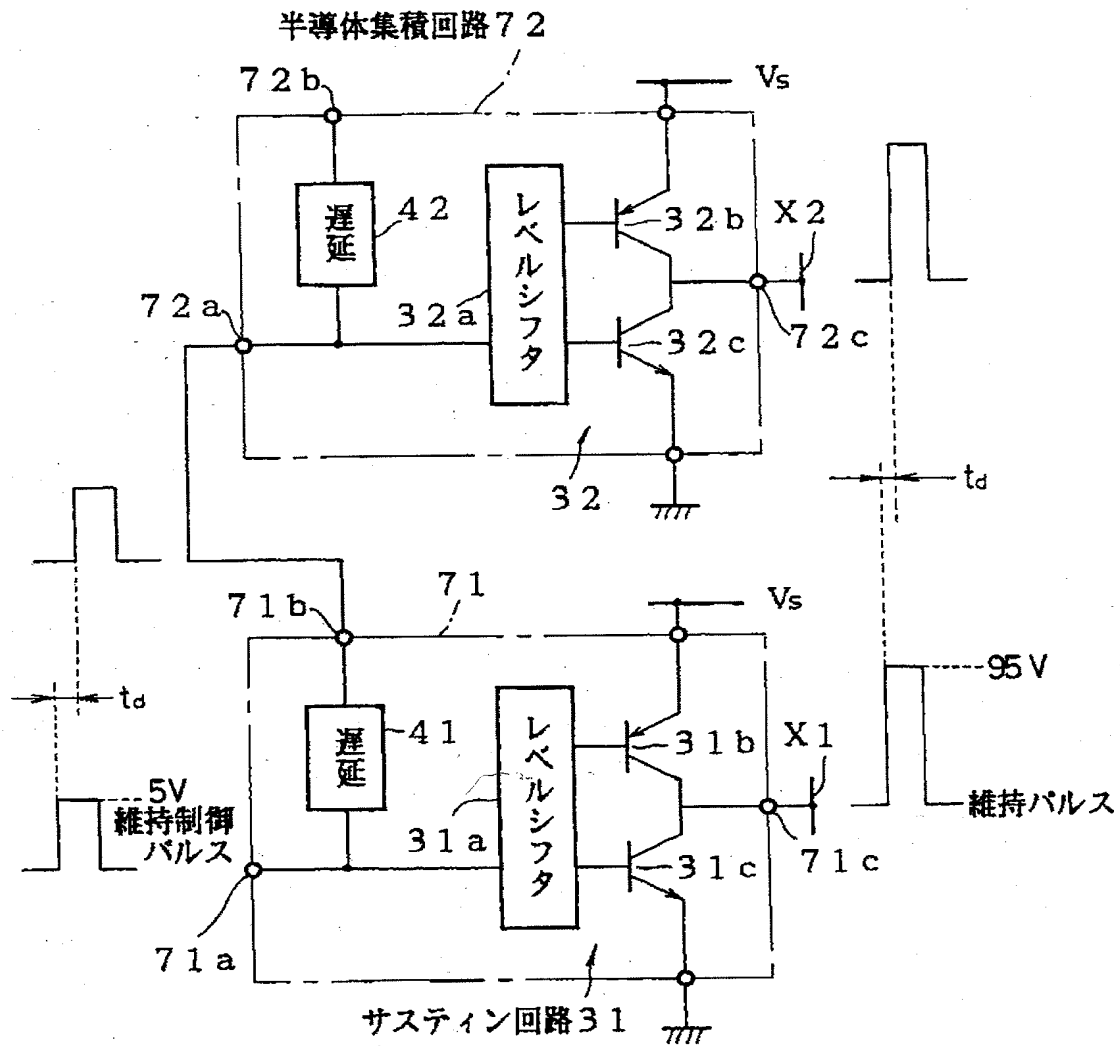 半導体集積回路72
72b
Vs
遅延
42
レベルシフタ
32b
X2
72a
32a
32c
72c
32
td
71
71b
Vs
td
95V
遅延
41
レベルシフタ
31b
X1
5V
維持制御
パルス
31a
31c
71c
維持パルス
71a
サスティン回路31